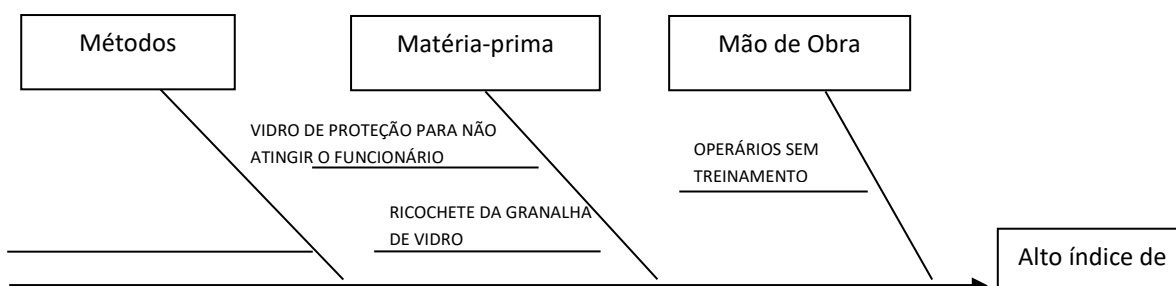 Métodos
Matéria-prima
Mão de Obra
VIDRO DE PROTEÇÃO PARA NÃO
ATINGIR O FUNCIONÁRIO
OPERÁRIOS SEM
TREINAMENTO
RICOCHETE DA GRANALHA
DE VIDRO
Alto índice de